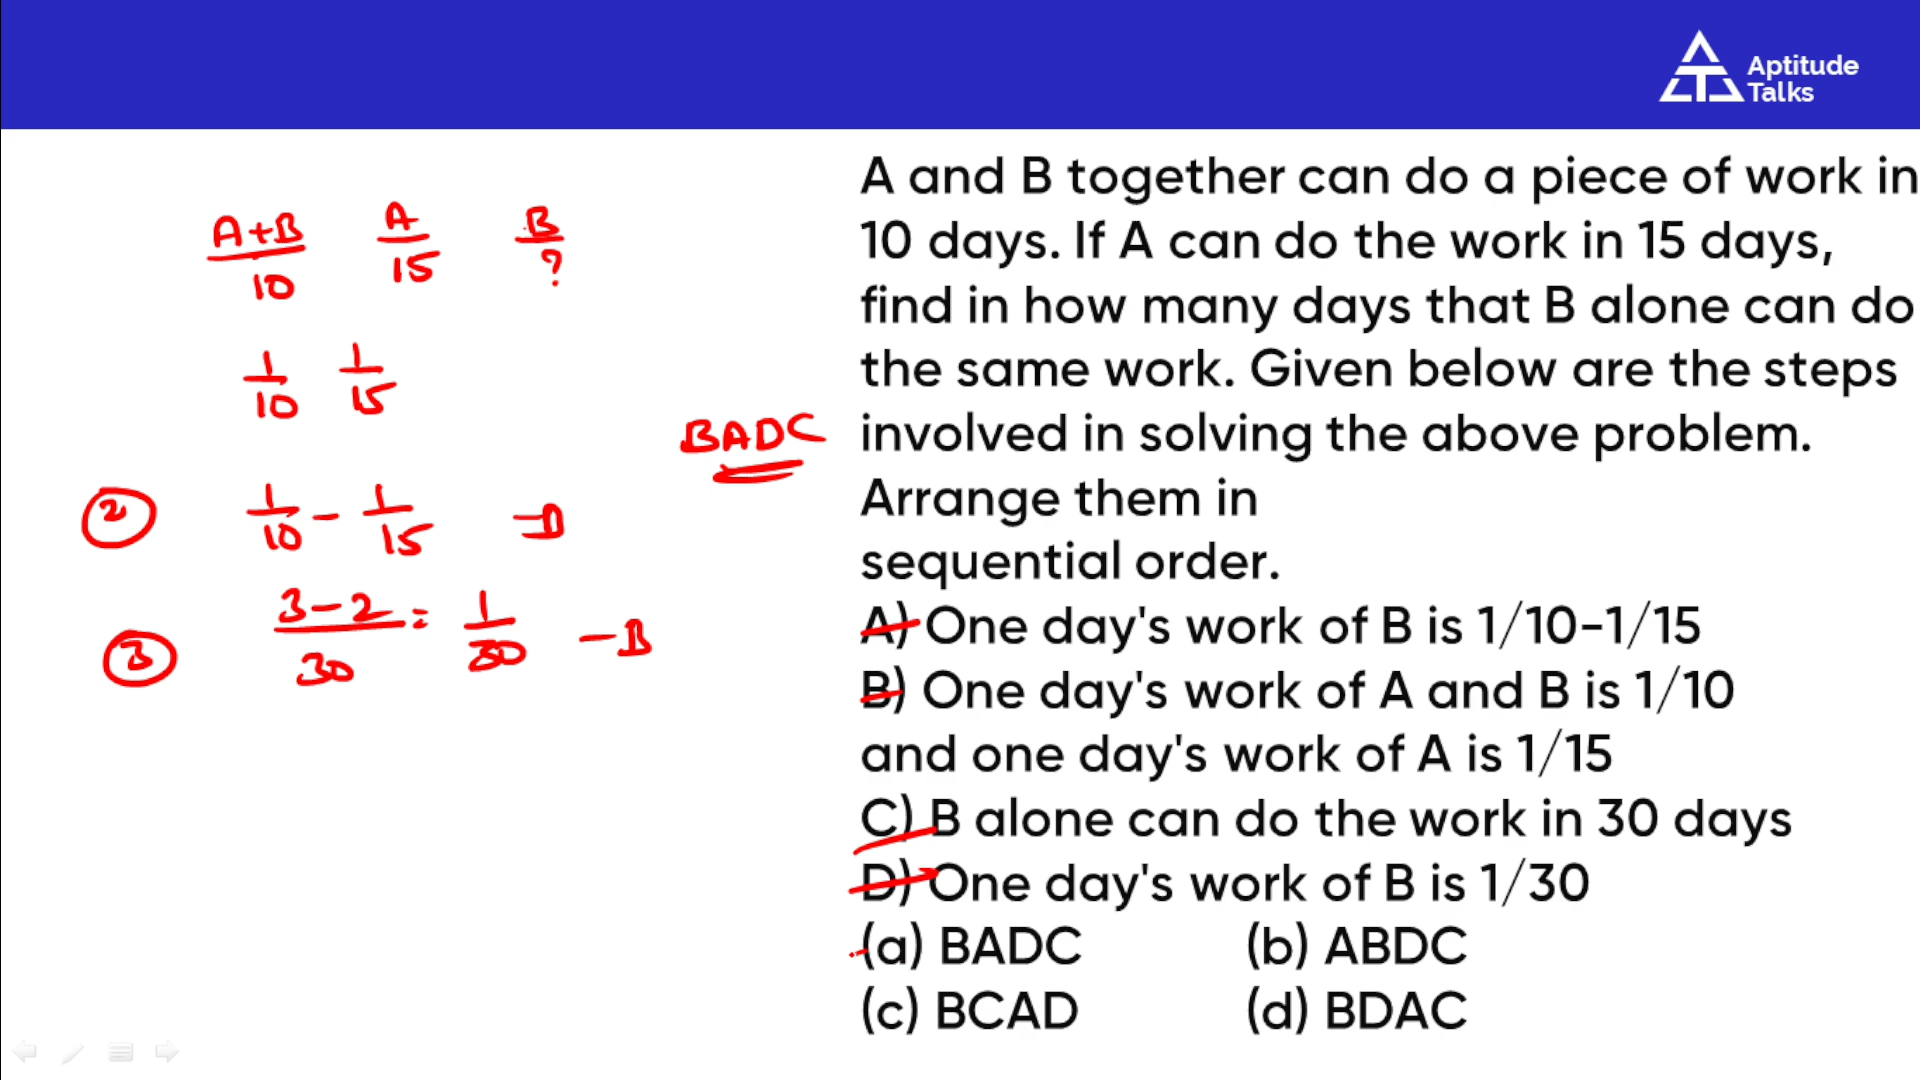 Aptitude
Talks
A+B A B
10 15 ?
1 1
10 15
BADC
② 1/10 - 1/15 -B
③ 3-2/30 = 1/30 -B
A and B together can do a piece of work in
10 days. If A can do the work in 15 days,
find in how many days that B alone can do
the same work. Given below are the steps
involved in solving the above problem.
Arrange them in
sequential order.
A) One day's work of B is 1/10-1/15
B) One day's work of A and B is 1/10
and one day's work of A is 1/15
C) B alone can do the work in 30 days
D) One day's work of B is 1/30
(a) BADC (b) ABDC
(c) BCAD (d) BDAC